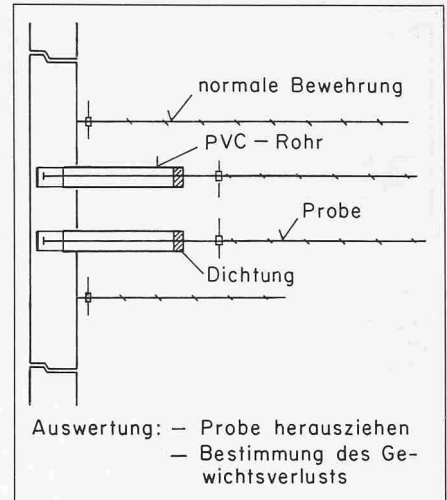 normale Bewehrung
PVC – Rohr
Probe
Dichtung
Auswertung: – Probe herausziehen
– Bestimmung des Ge-
wichtsverlusts